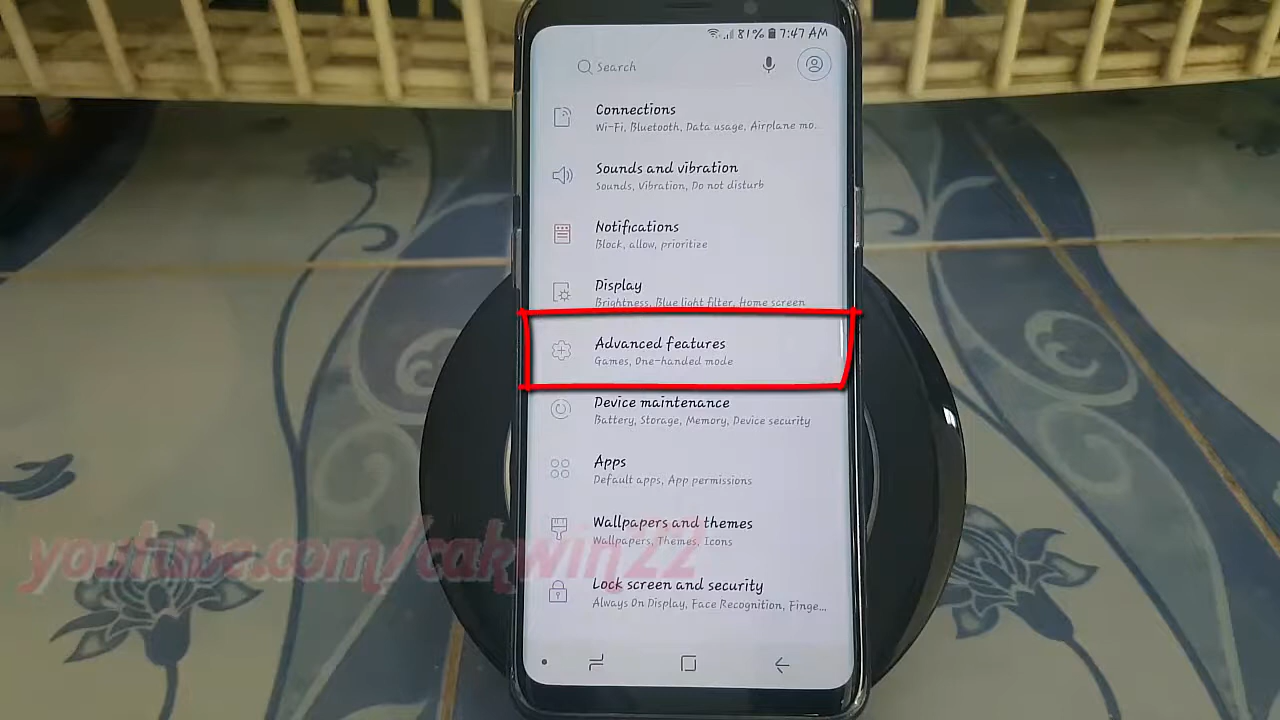 81% 7:47 AM
Search
Connections
Wi-Fi, Bluetooth, Data usage, Airplane mo...
Sounds and vibration
Sounds, Vibration, Do not disturb
Notifications
Block, allow, prioritize
Display
Brightness, Blue light filter, Home screen
Advanced features
Games, One-handed mode
Device maintenance
Battery, Storage, Memory, Device security
Apps
Default apps, App permissions
Wallpapers and themes
Wallpapers, Themes, Icons
youtube.com/cakwin22
Lock screen and security
Always On Display, Face Recognition, Finge...